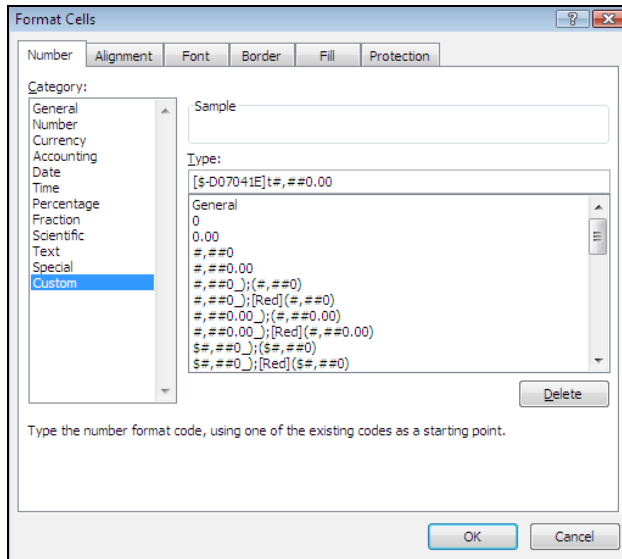 Format Cells
Number Alignment Font Border Fill Protection
Category:
General
Number
Currency
Accounting
Date
Time
Percentage
Fraction
Scientific
Text
Special
Custom
Sample
Type:
[$-D07041E]t#,##0.00
General
0
0.00
#,##0
#,##0.00
#,##0_);(#,##0)
#,##0_);[Red](#,##0)
#,##0.00_);(#,##0.00)
#,##0.00_);[Red](#,##0.00)
$#,##0_);($#,##0)
$#,##0_);[Red]($#,##0)
Delete
Type the number format code, using one of the existing codes as a starting point.
OK Cancel